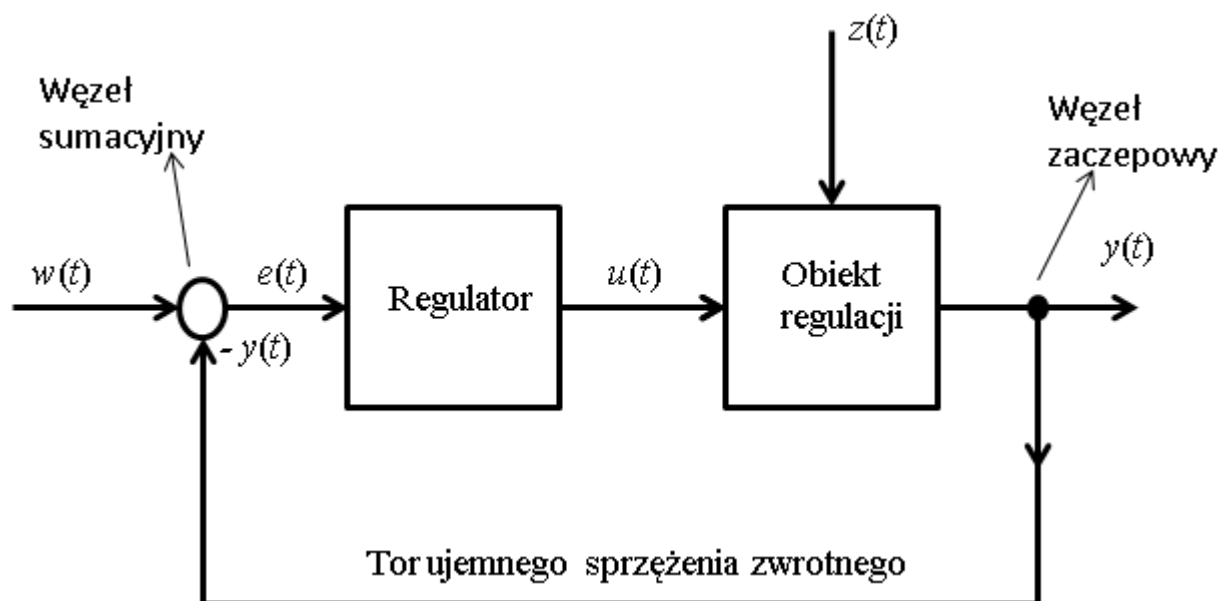 z(t)
Węzeł
sumacyjny
Węzeł
zaczepowy
w(t)
e(t)
Regulator
u(t)
Obiekt
regulacji
y(t)
- y(t)
Tor ujemnego sprzężenia zwrotnego